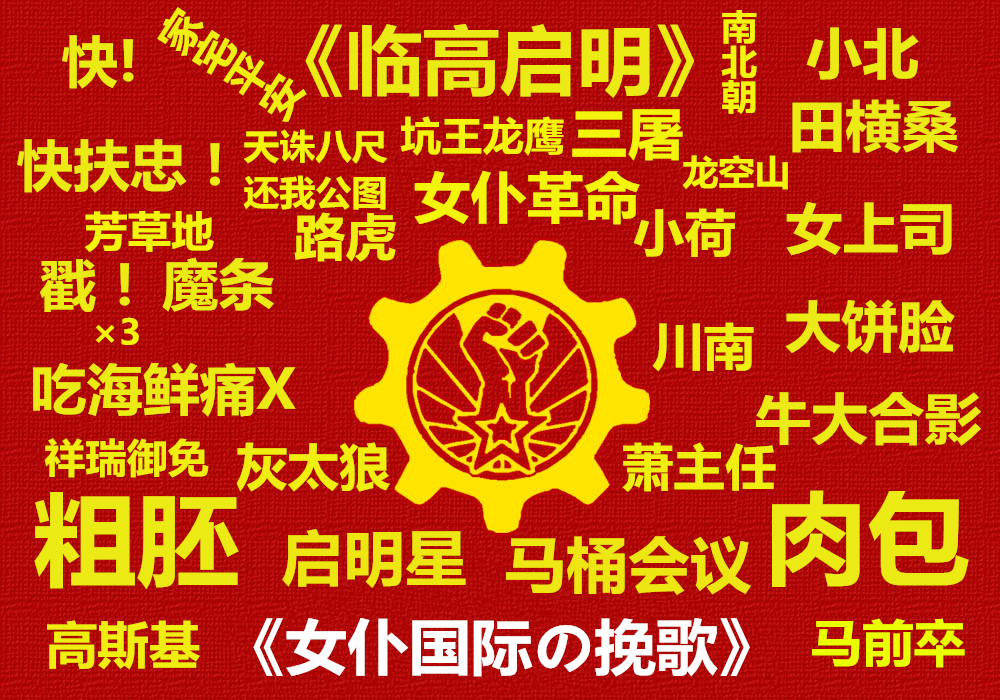 快!
家宅平安
《临高启明》
南北朝
小北
快扶忠！
天诛八尺
坑王龙鹰
三屠
田横桑
还我公图
女仆革命
龙空山
芳草地
路虎
小荷
女上司
戳！魔条
×3
川南
大饼脸
吃海鲜痛X
牛大合影
祥瑞御免
灰太狼
萧主任
粗胚
启明星
马桶会议
肉包
高斯基
《女仆国际の挽歌》
马前卒